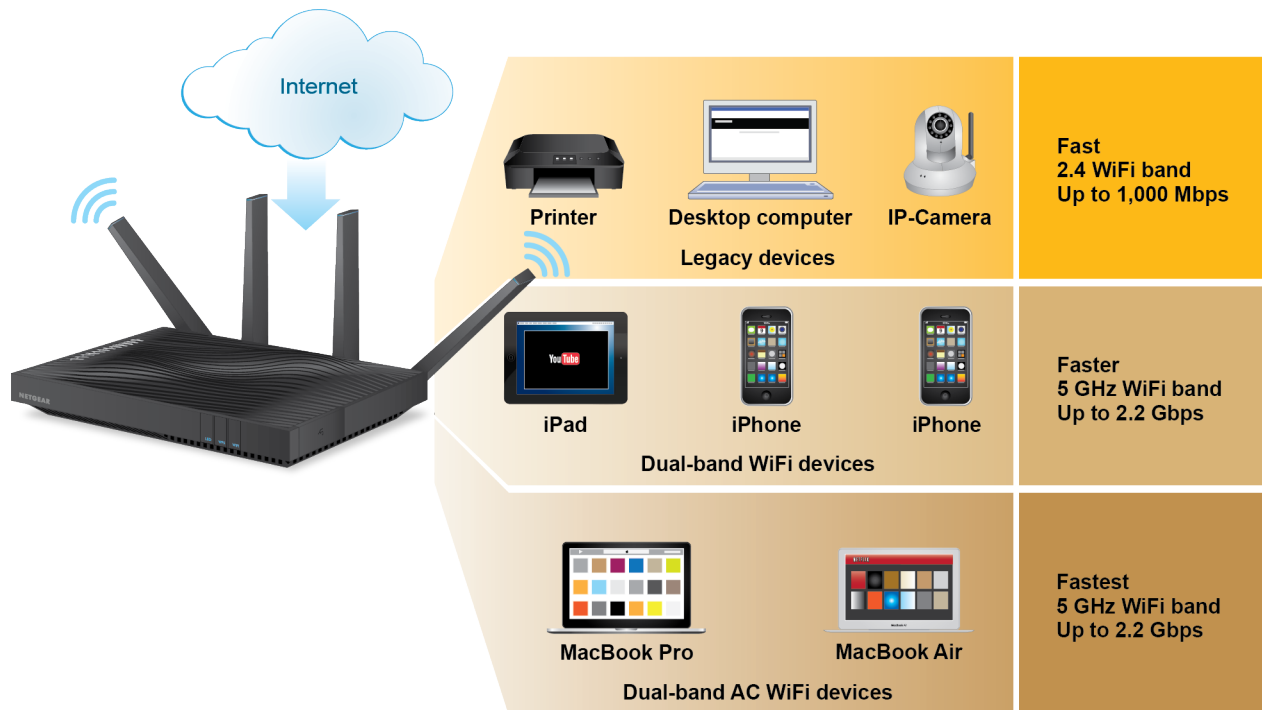 Internet
Printer
Desktop computer
IP-Camera
Legacy devices
Fast
2.4 WiFi band
Up to 1,000 Mbps
NETGEAR
YouTube
iPad
iPhone
iPhone
Dual-band WiFi devices
Faster
5 GHz WiFi band
Up to 2.2 Gbps
MacBook Pro
MacBook Air
Dual-band AC WiFi devices
Fastest
5 GHz WiFi band
Up to 2.2 Gbps